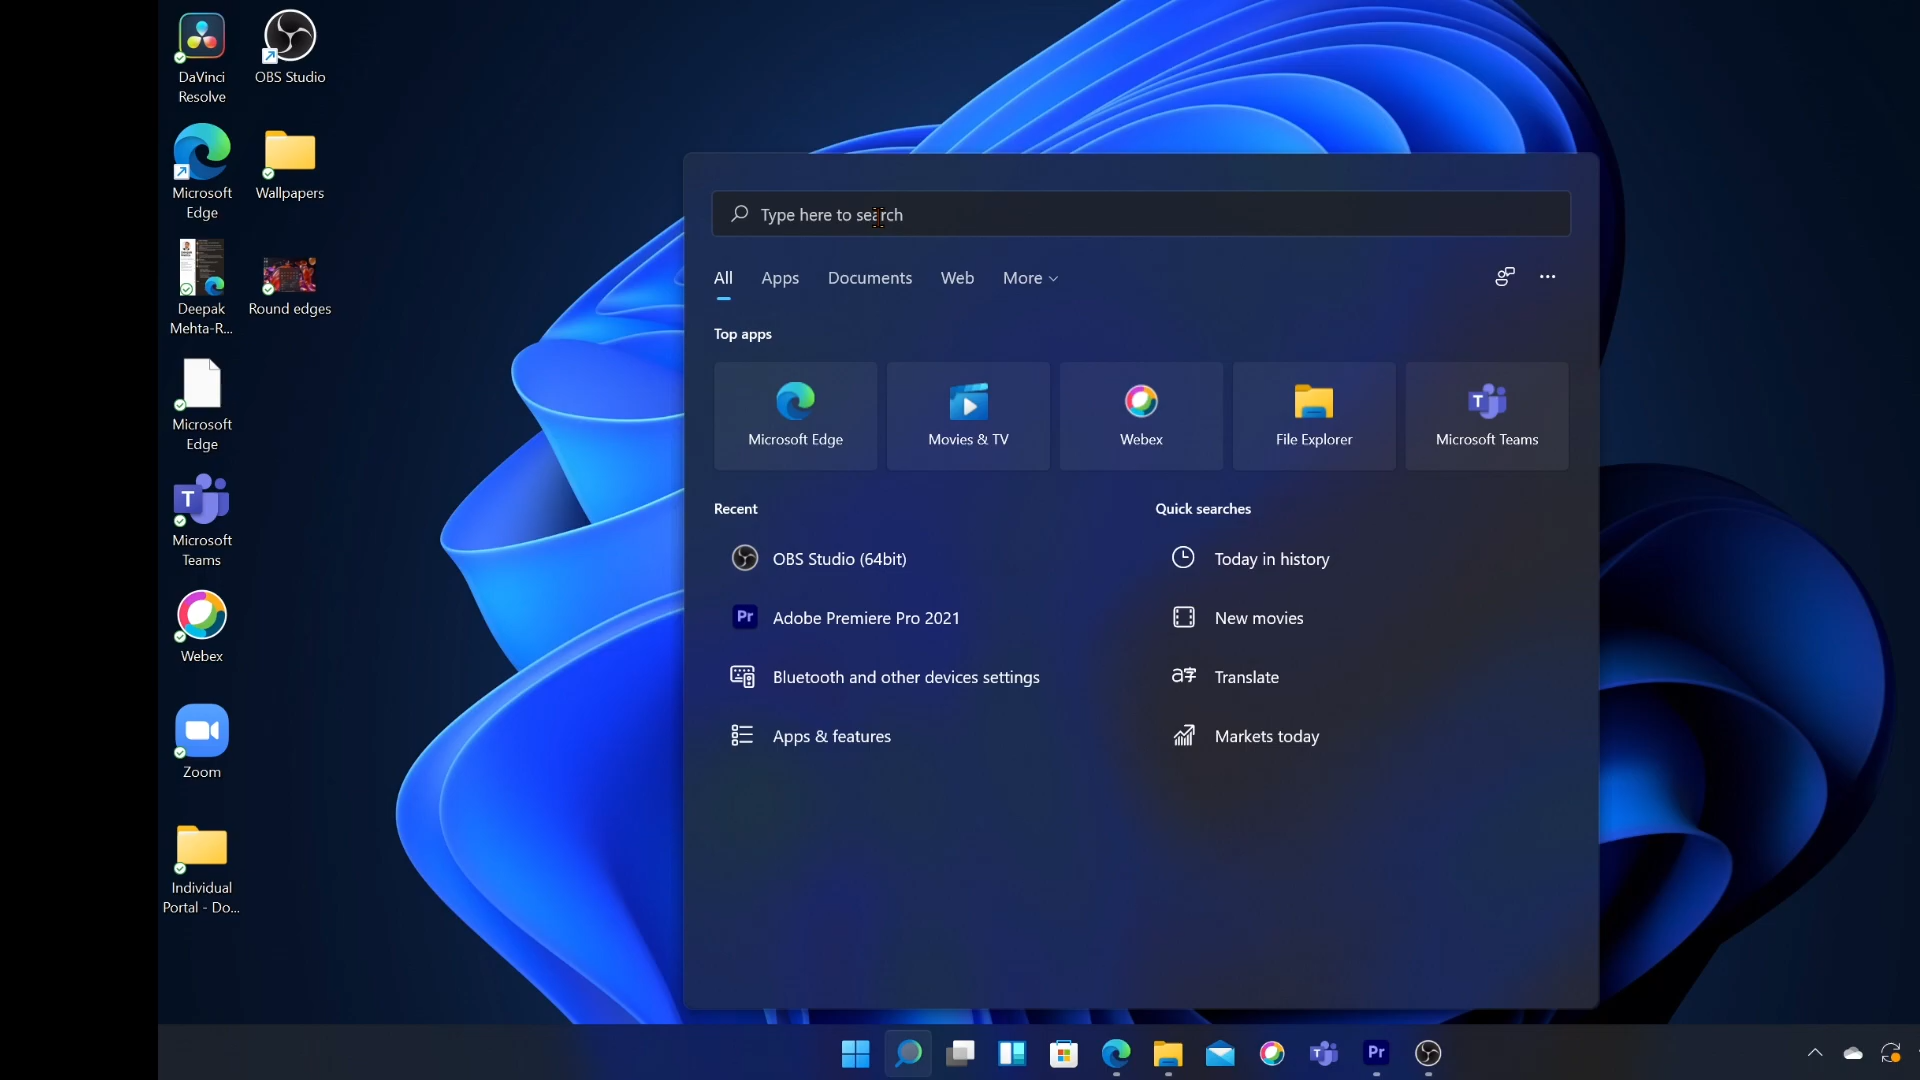 DaVinci
Resolve
OBS Studio
Microsoft
Edge
Wallpapers
Deepak
Mehta-R...
Round edges
Microsoft
Edge
Microsoft
Teams
Webex
Zoom
Individual
Portal - Do...
Type here to search
All Apps Documents Web More
Top apps
Microsoft Edge Movies & TV Webex File Explorer Microsoft Teams
Recent
OBS Studio (64bit)
Pr Adobe Premiere Pro 2021
Bluetooth and other devices settings
Apps & features
Quick searches
Today in history
New movies
Translate
Markets today
Pr